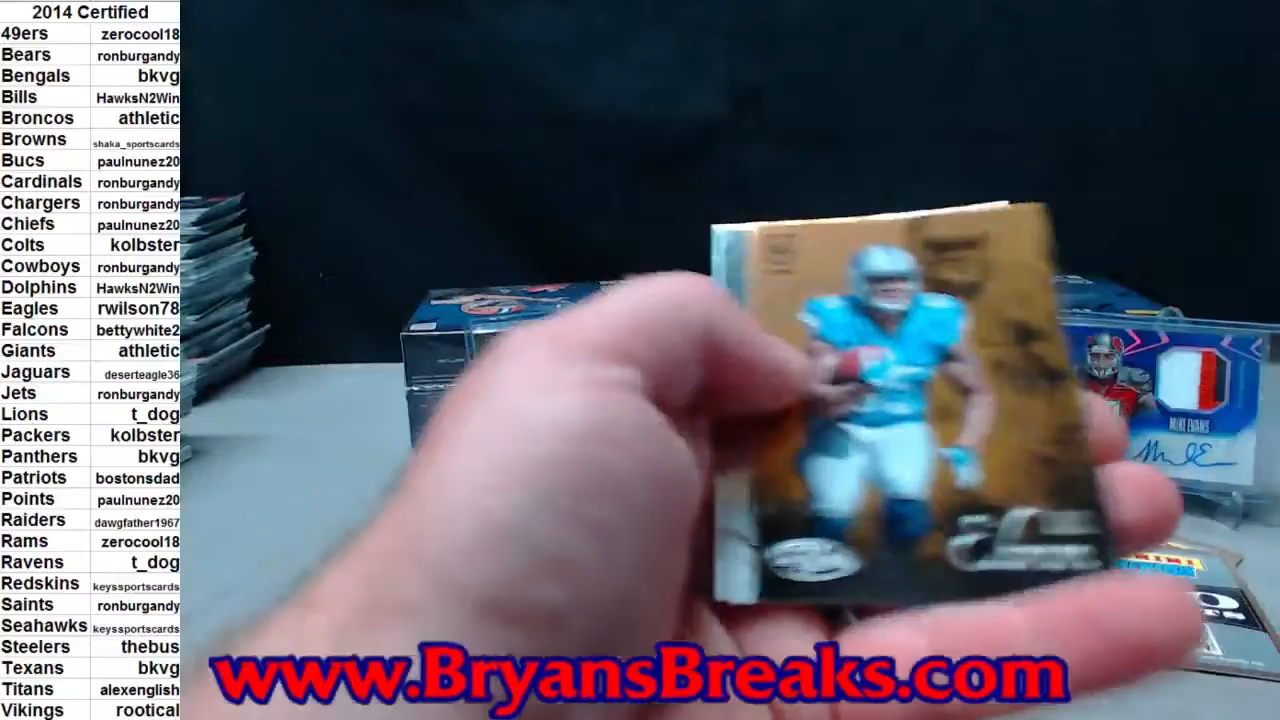 2014 Certified
49ers zerocool18
Bears ronburgandy
Bengals bkvg
Bills HawksN2Win
Broncos athletic
Browns shaka_sportscards
Bucs paulnunez20
Cardinals ronburgandy
Chargers ronburgandy
Chiefs paulnunez20
Colts kolbster
Cowboys ronburgandy
Dolphins HawksN2Win
Eagles rwilson78
Falcons bettywhite2
Giants athletic
Jaguars deserteagle36
Jets ronburgandy
Lions t_dog
Packers kolbster
Panthers bkvg
Patriots bostonsdad
Points paulnunez20
Raiders dawgfather1967
Rams zerocool18
Ravens t_dog
Redskins keyssportscards
Saints ronburgandy
Seahawks keyssportscards
Steelers thebus
Texans bkvg
Titans alexenglish
Vikings rootical
MIKE EVANS
www.BryansBreaks.com